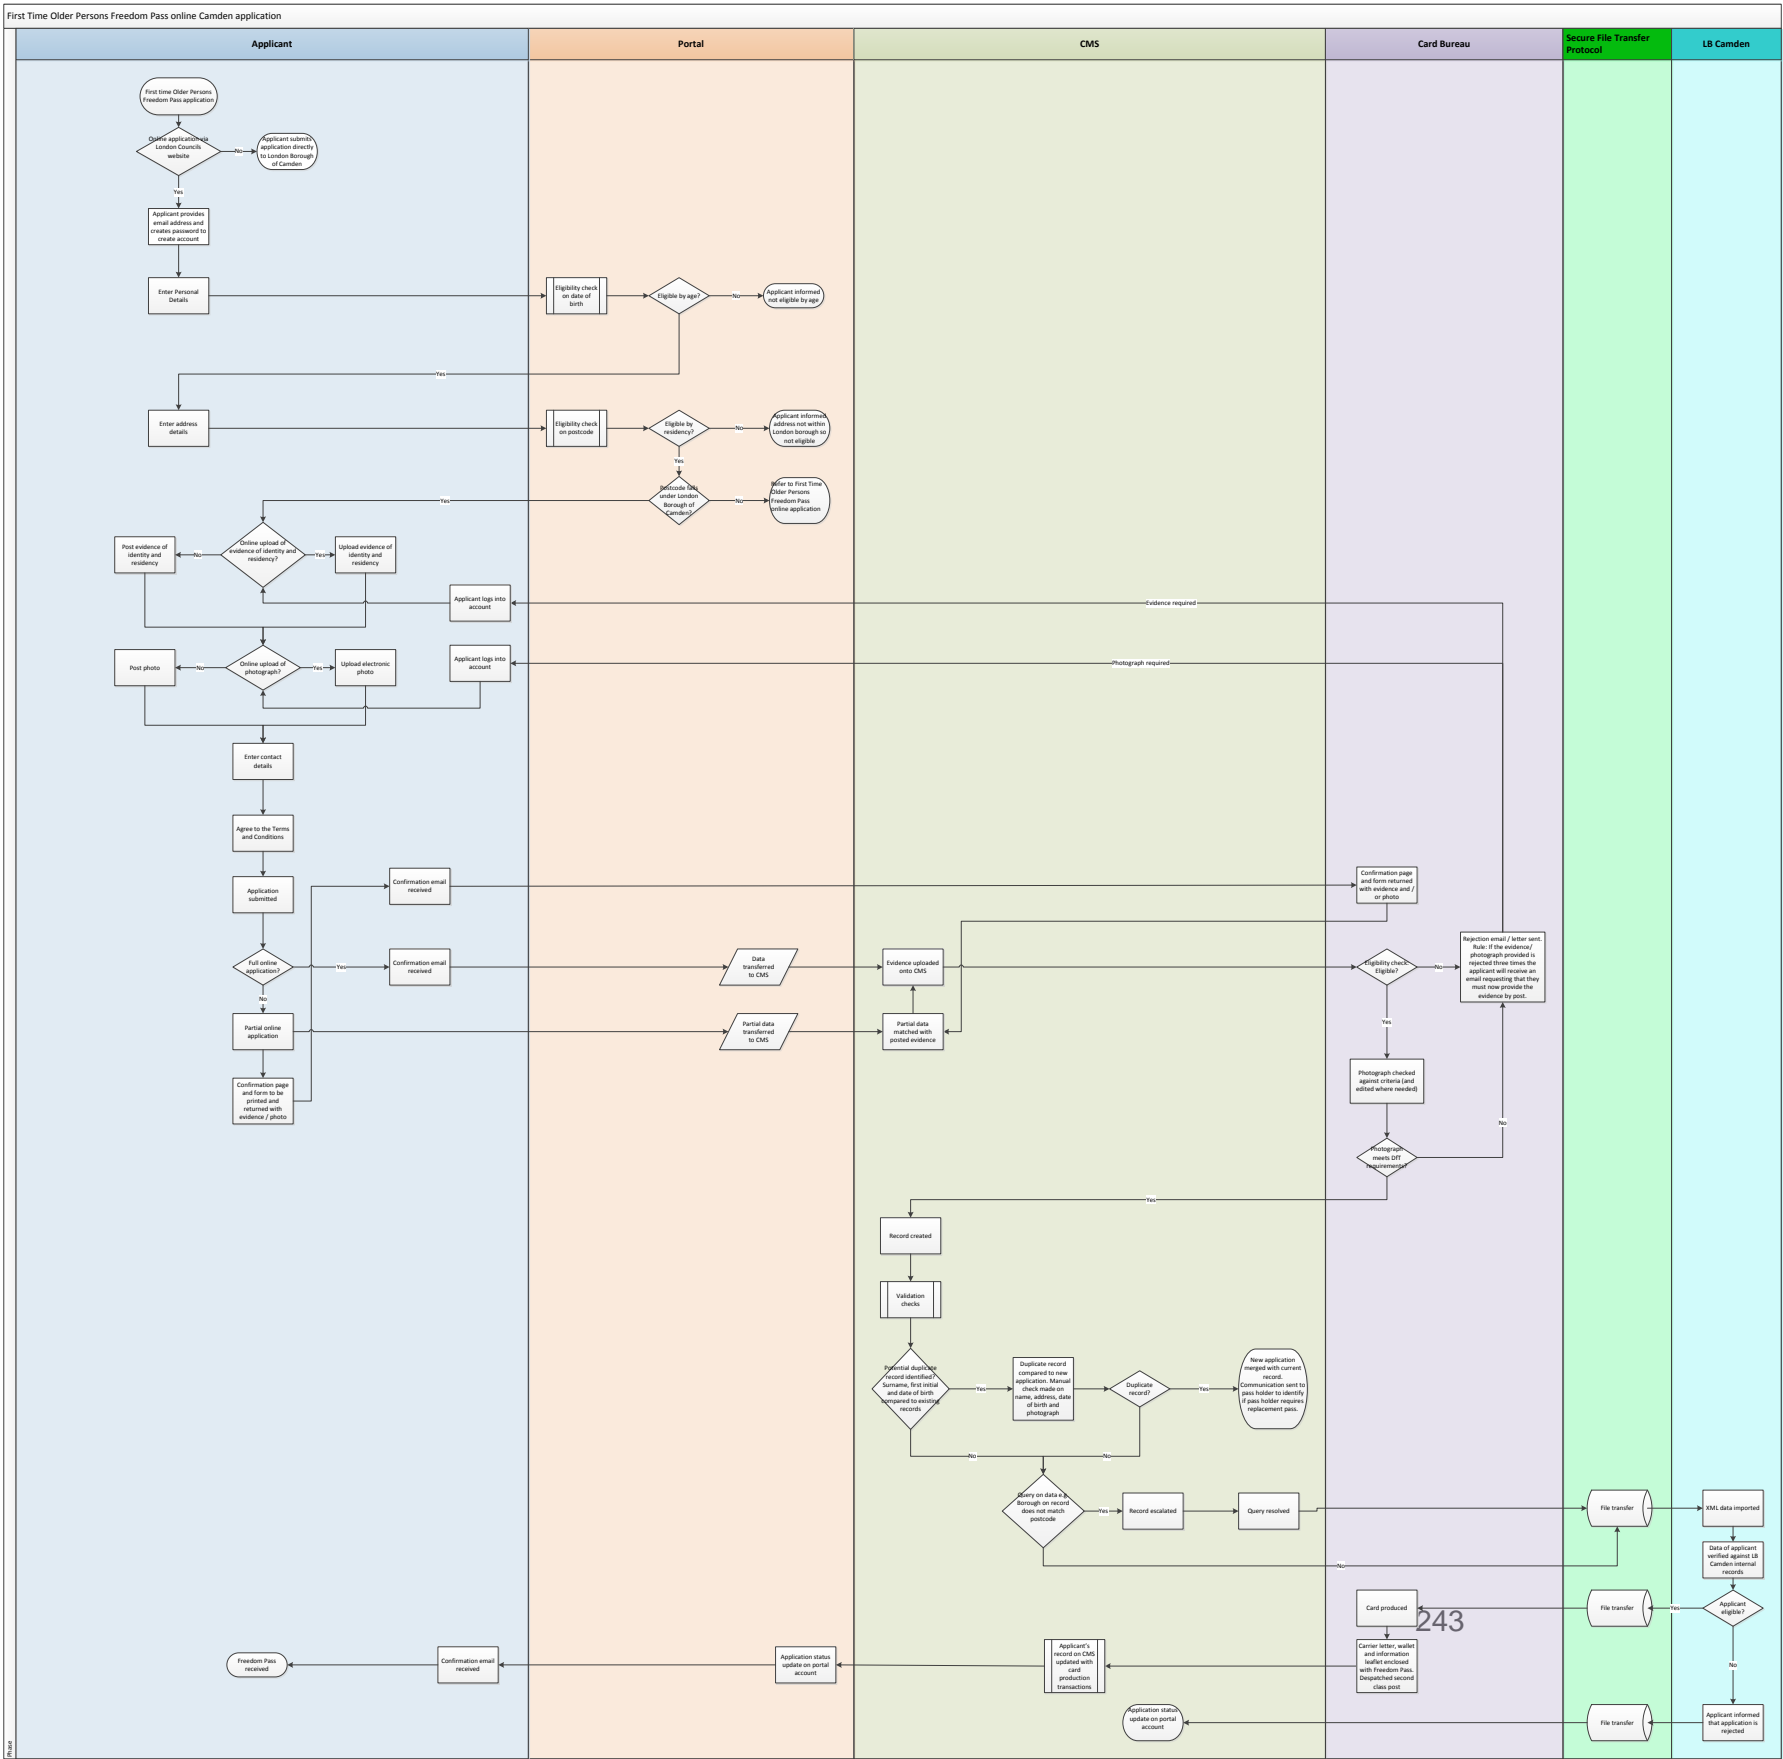 First Time Older Persons Freedom Pass online Camden application
Applicant
Portal
CMS
Card Bureau
Secure File Transfer
Protocol
LB Camden
First time Older Persons
Freedom Pass application
Online application via
London Councils
website
No
Applicant submits
application directly
to London Borough
of Camden
Yes
Applicant provides
email address and
creates password to
create account
Enter Personal
Details
Eligibility check
on date of
birth
Eligible by age?
No
Applicant informed
not eligible by age
Yes
Enter address
details
Eligibility check
on postcode
Eligible by
residency?
No
Applicant informed
address not within
London borough so
not eligible
Yes
Postcode falls
under London
Borough of
Camden?
No
Refer to First Time
Older Persons
Freedom Pass
online application
Yes
Post evidence of
identity and
residency
No
Online upload of
evidence of identity and
residency?
Yes
Upload evidence of
identity and
residency
Applicant logs into
account
Evidence required
Post photo
No
Online upload of
photograph?
Yes
Upload electronic
photo
Applicant logs into
account
Photograph required
Enter contact
details
Agree to the Terms
and Conditions
Application
submitted
Confirmation email
received
Confirmation page
and form returned
with evidence and /
or photo
Full online
application?
Yes
Confirmation email
received
Data
transferred
to CMS
Evidence uploaded
onto CMS
Eligibility check:
Eligible?
No
Rejection email / letter sent.
Rule: If the evidence/
photograph provided is
rejected three times the
applicant will receive an
email requesting that they
must now provide the
evidence by post.
No
Partial online
application
Partial data
transferred
to CMS
Partial data
matched with
posted evidence
Yes
Confirmation page
and form to be
printed and
returned with
evidence / photo
Photograph checked
against criteria (and
edited where needed)
No
Photograph
meets DfT
requirements?
Yes
Record created
Validation
checks
Potential duplicate
record identified?
Surname, first initial
and date of birth
compared to existing
records
Yes
Duplicate record
compared to new
application. Manual
check made on
name, address, date
of birth and
photograph
Duplicate
record?
Yes
New application
merged with current
record.
Communication sent to
pass holder to identify
if pass holder requires
replacement pass.
No
No
Query on data e.g.
Borough on record
does not match
postcode
Yes
Record escalated
Query resolved
File transfer
XML data imported
No
Data of applicant
verified against LB
Camden internal
records
Card produced
File transfer
Yes
Applicant
eligible?
243
Freedom Pass
received
Confirmation email
received
Application status
update on portal
account
Applicant's
record on CMS
updated with
card
production
transactions
Carrier letter, wallet
and information
leaflet enclosed
with Freedom Pass.
Despatched second
class post
No
Application status
update on portal
account
File transfer
Applicant informed
that application is
rejected
Phase